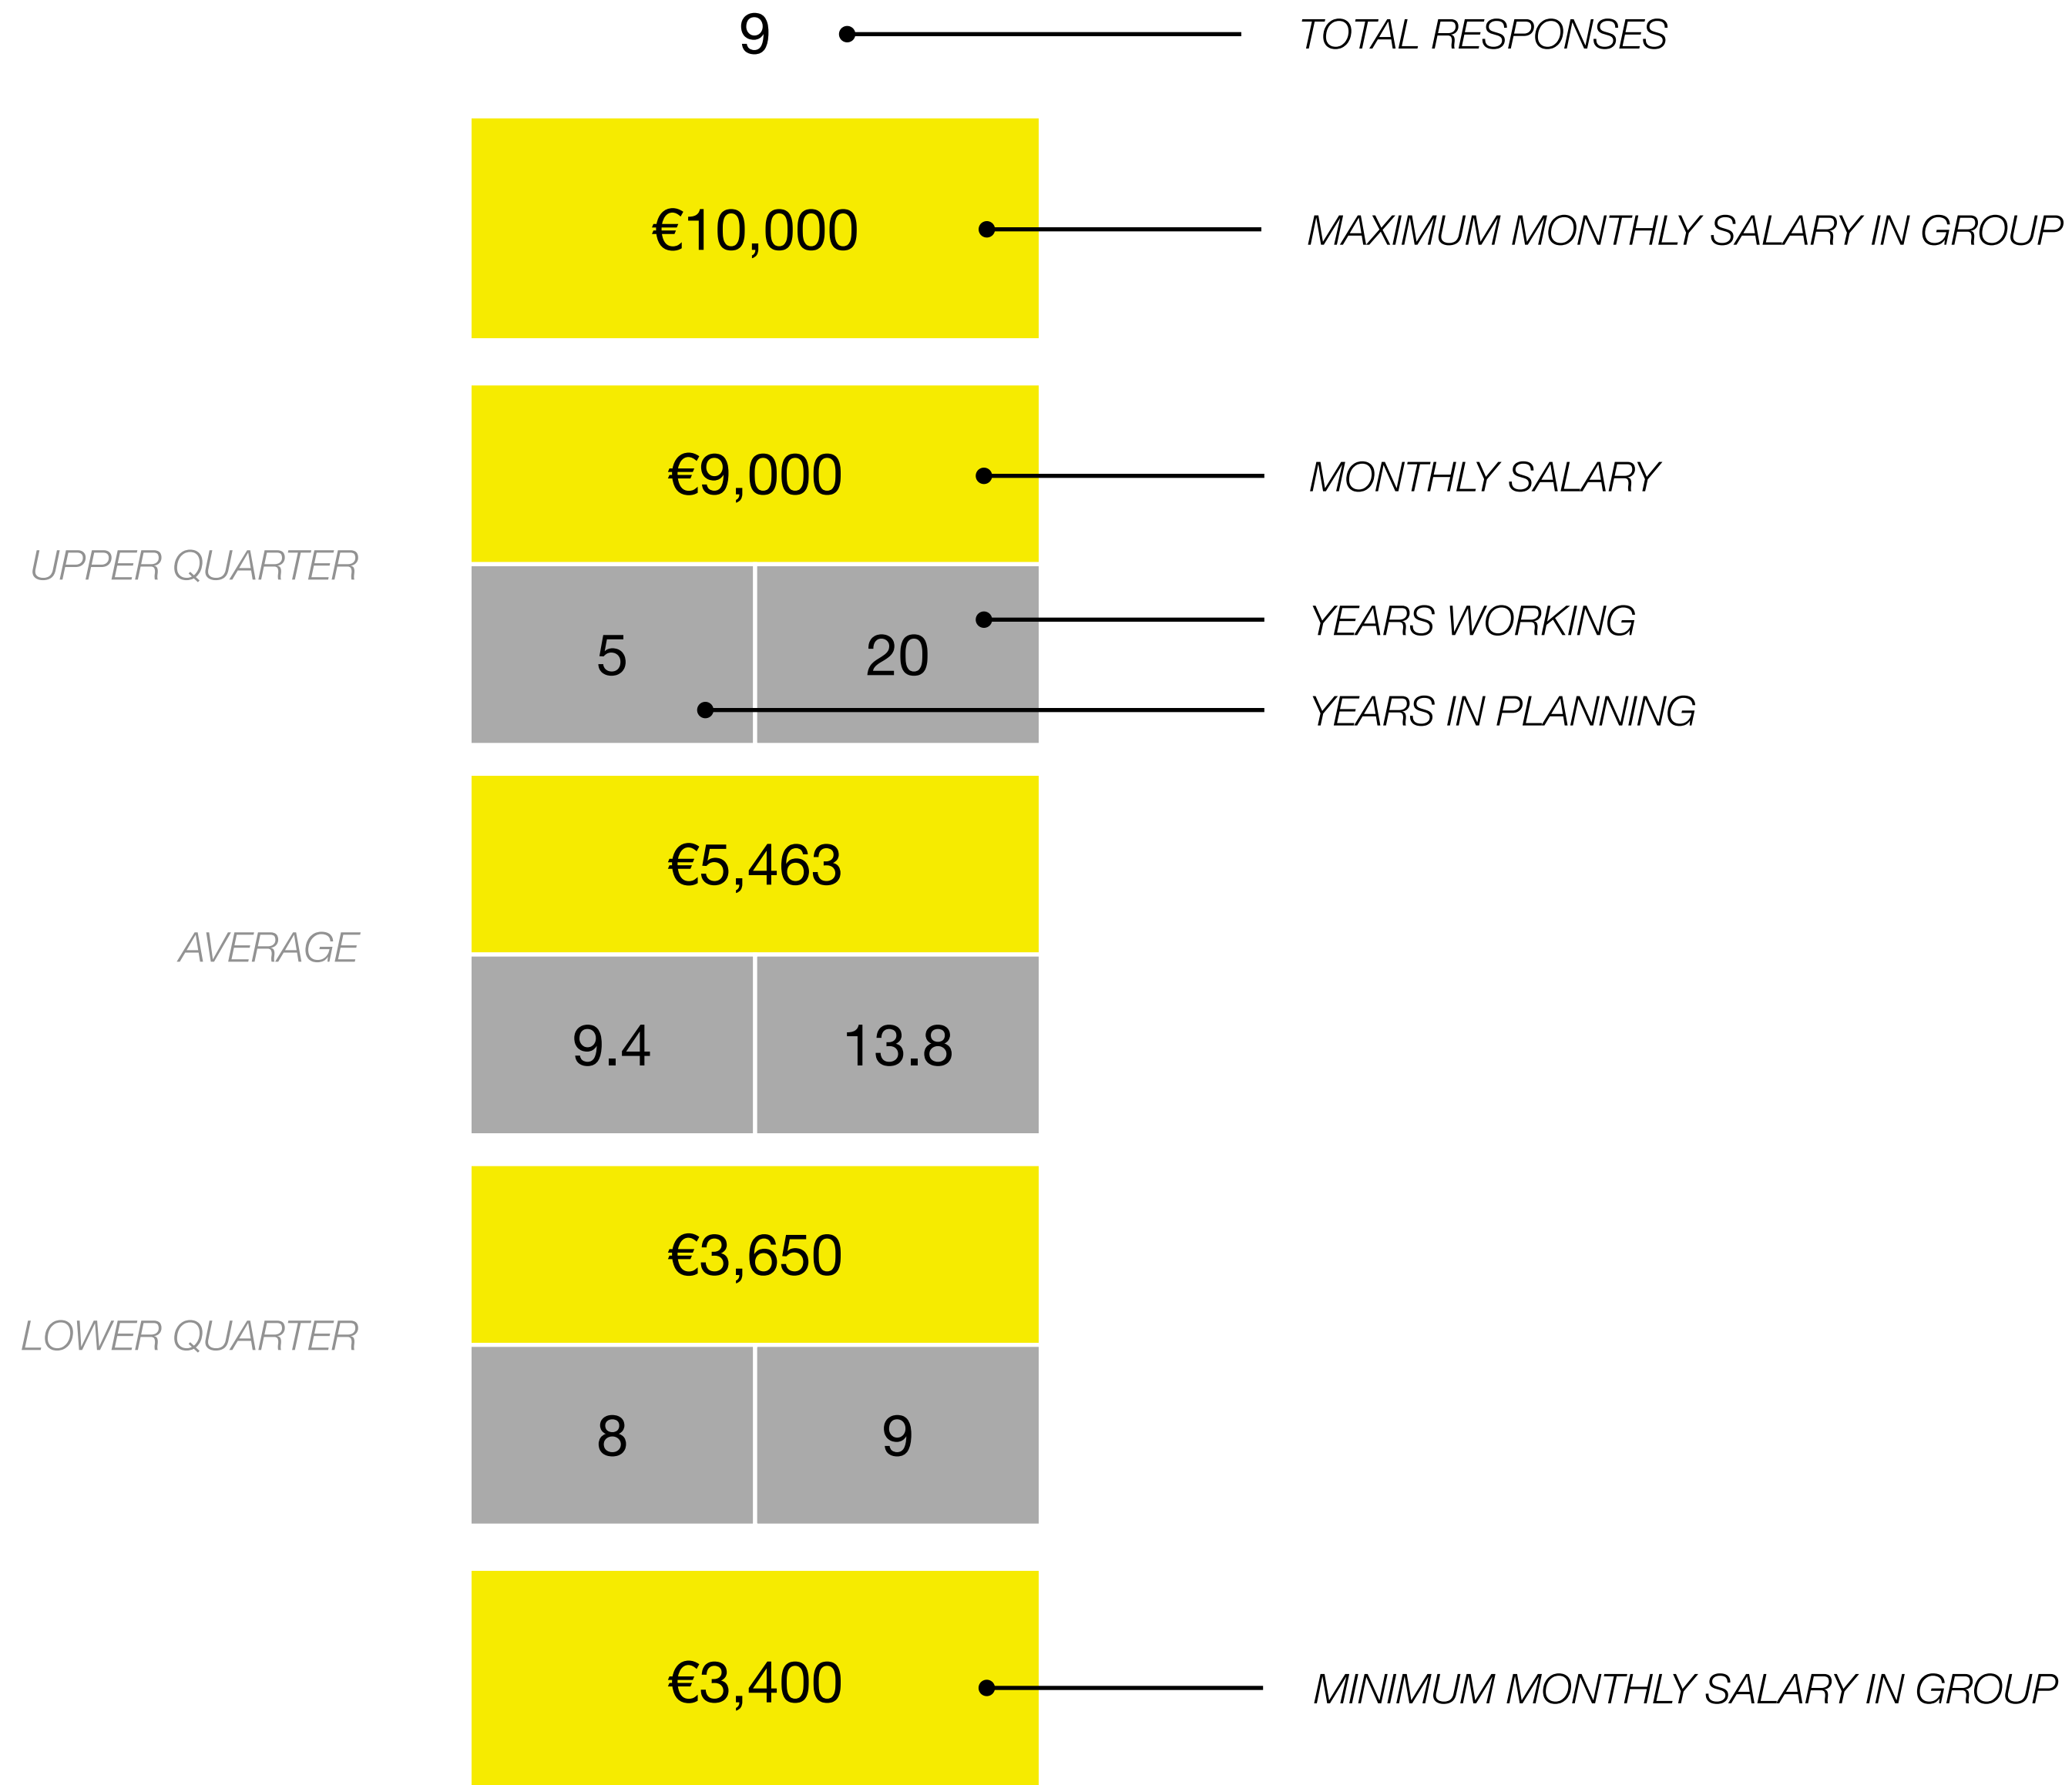 9 TOTAL RESPONSES
€10,000 MAXIMUM MONTHLY SALARY IN GROUP
€9,000 MONTHLY SALARY
UPPER QUARTER
5 20 YEARS WORKING
YEARS IN PLANNING
€5,463
AVERAGE
9.4 13.8
€3,650
LOWER QUARTER
8 9
€3,400 MINIMUM MONTHLY SALARY IN GROUP